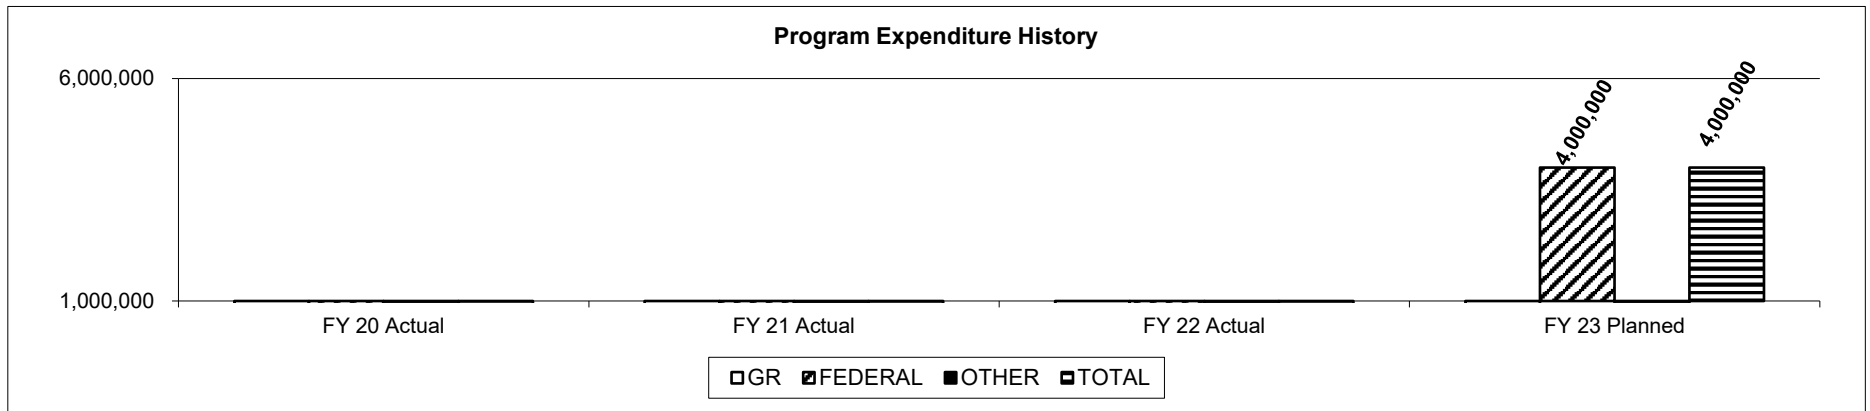 Program Expenditure History
6,000,000
4,000,000
4,000,000
1,000,000
FY 20 Actual
FY 21 Actual
FY 22 Actual
FY 23 Planned
GR FEDERAL OTHER TOTAL